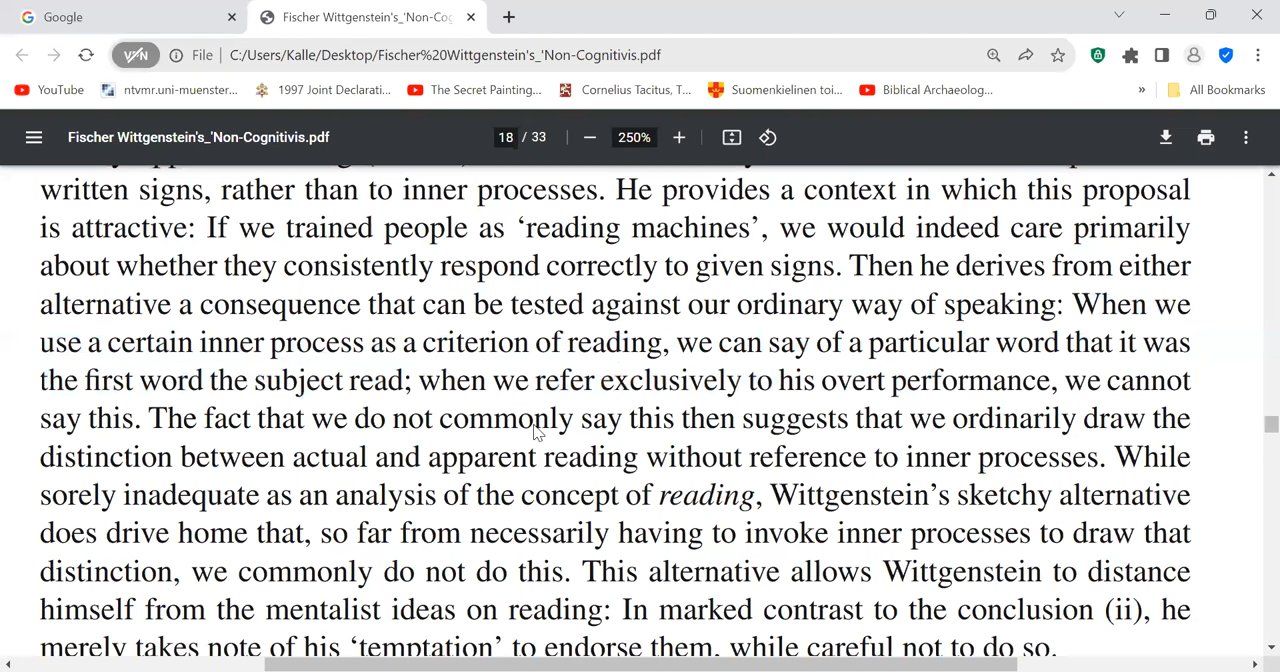 Google
Fischer Wittgenstein's_'Non-Cog
VPN
File
C:/Users/Kalle/Desktop/Fischer%20Wittgenstein's_'Non-Cognitivis.pdf
YouTube
ntvmr.uni-muenster...
1997 Joint Declarati...
The Secret Painting...
Cornelius Tacitus, T...
Suomenkielinen toi...
Biblical Archaeolog...
»
All Bookmarks
Fischer Wittgenstein's_'Non-Cognitivis.pdf
18 / 33
250%
written signs, rather than to inner processes. He provides a context in which this proposal
is attractive: If we trained people as ‘reading machines’, we would indeed care primarily
about whether they consistently respond correctly to given signs. Then he derives from either
alternative a consequence that can be tested against our ordinary way of speaking: When we
use a certain inner process as a criterion of reading, we can say of a particular word that it was
the first word the subject read; when we refer exclusively to his overt performance, we cannot
say this. The fact that we do not commonly say this then suggests that we ordinarily draw the
distinction between actual and apparent reading without reference to inner processes. While
sorely inadequate as an analysis of the concept of reading, Wittgenstein’s sketchy alternative
does drive home that, so far from necessarily having to invoke inner processes to draw that
distinction, we commonly do not do this. This alternative allows Wittgenstein to distance
himself from the mentalist ideas on reading: In marked contrast to the conclusion (ii), he
merely takes note of his ‘temptation’ to endorse them, while careful not to do so.